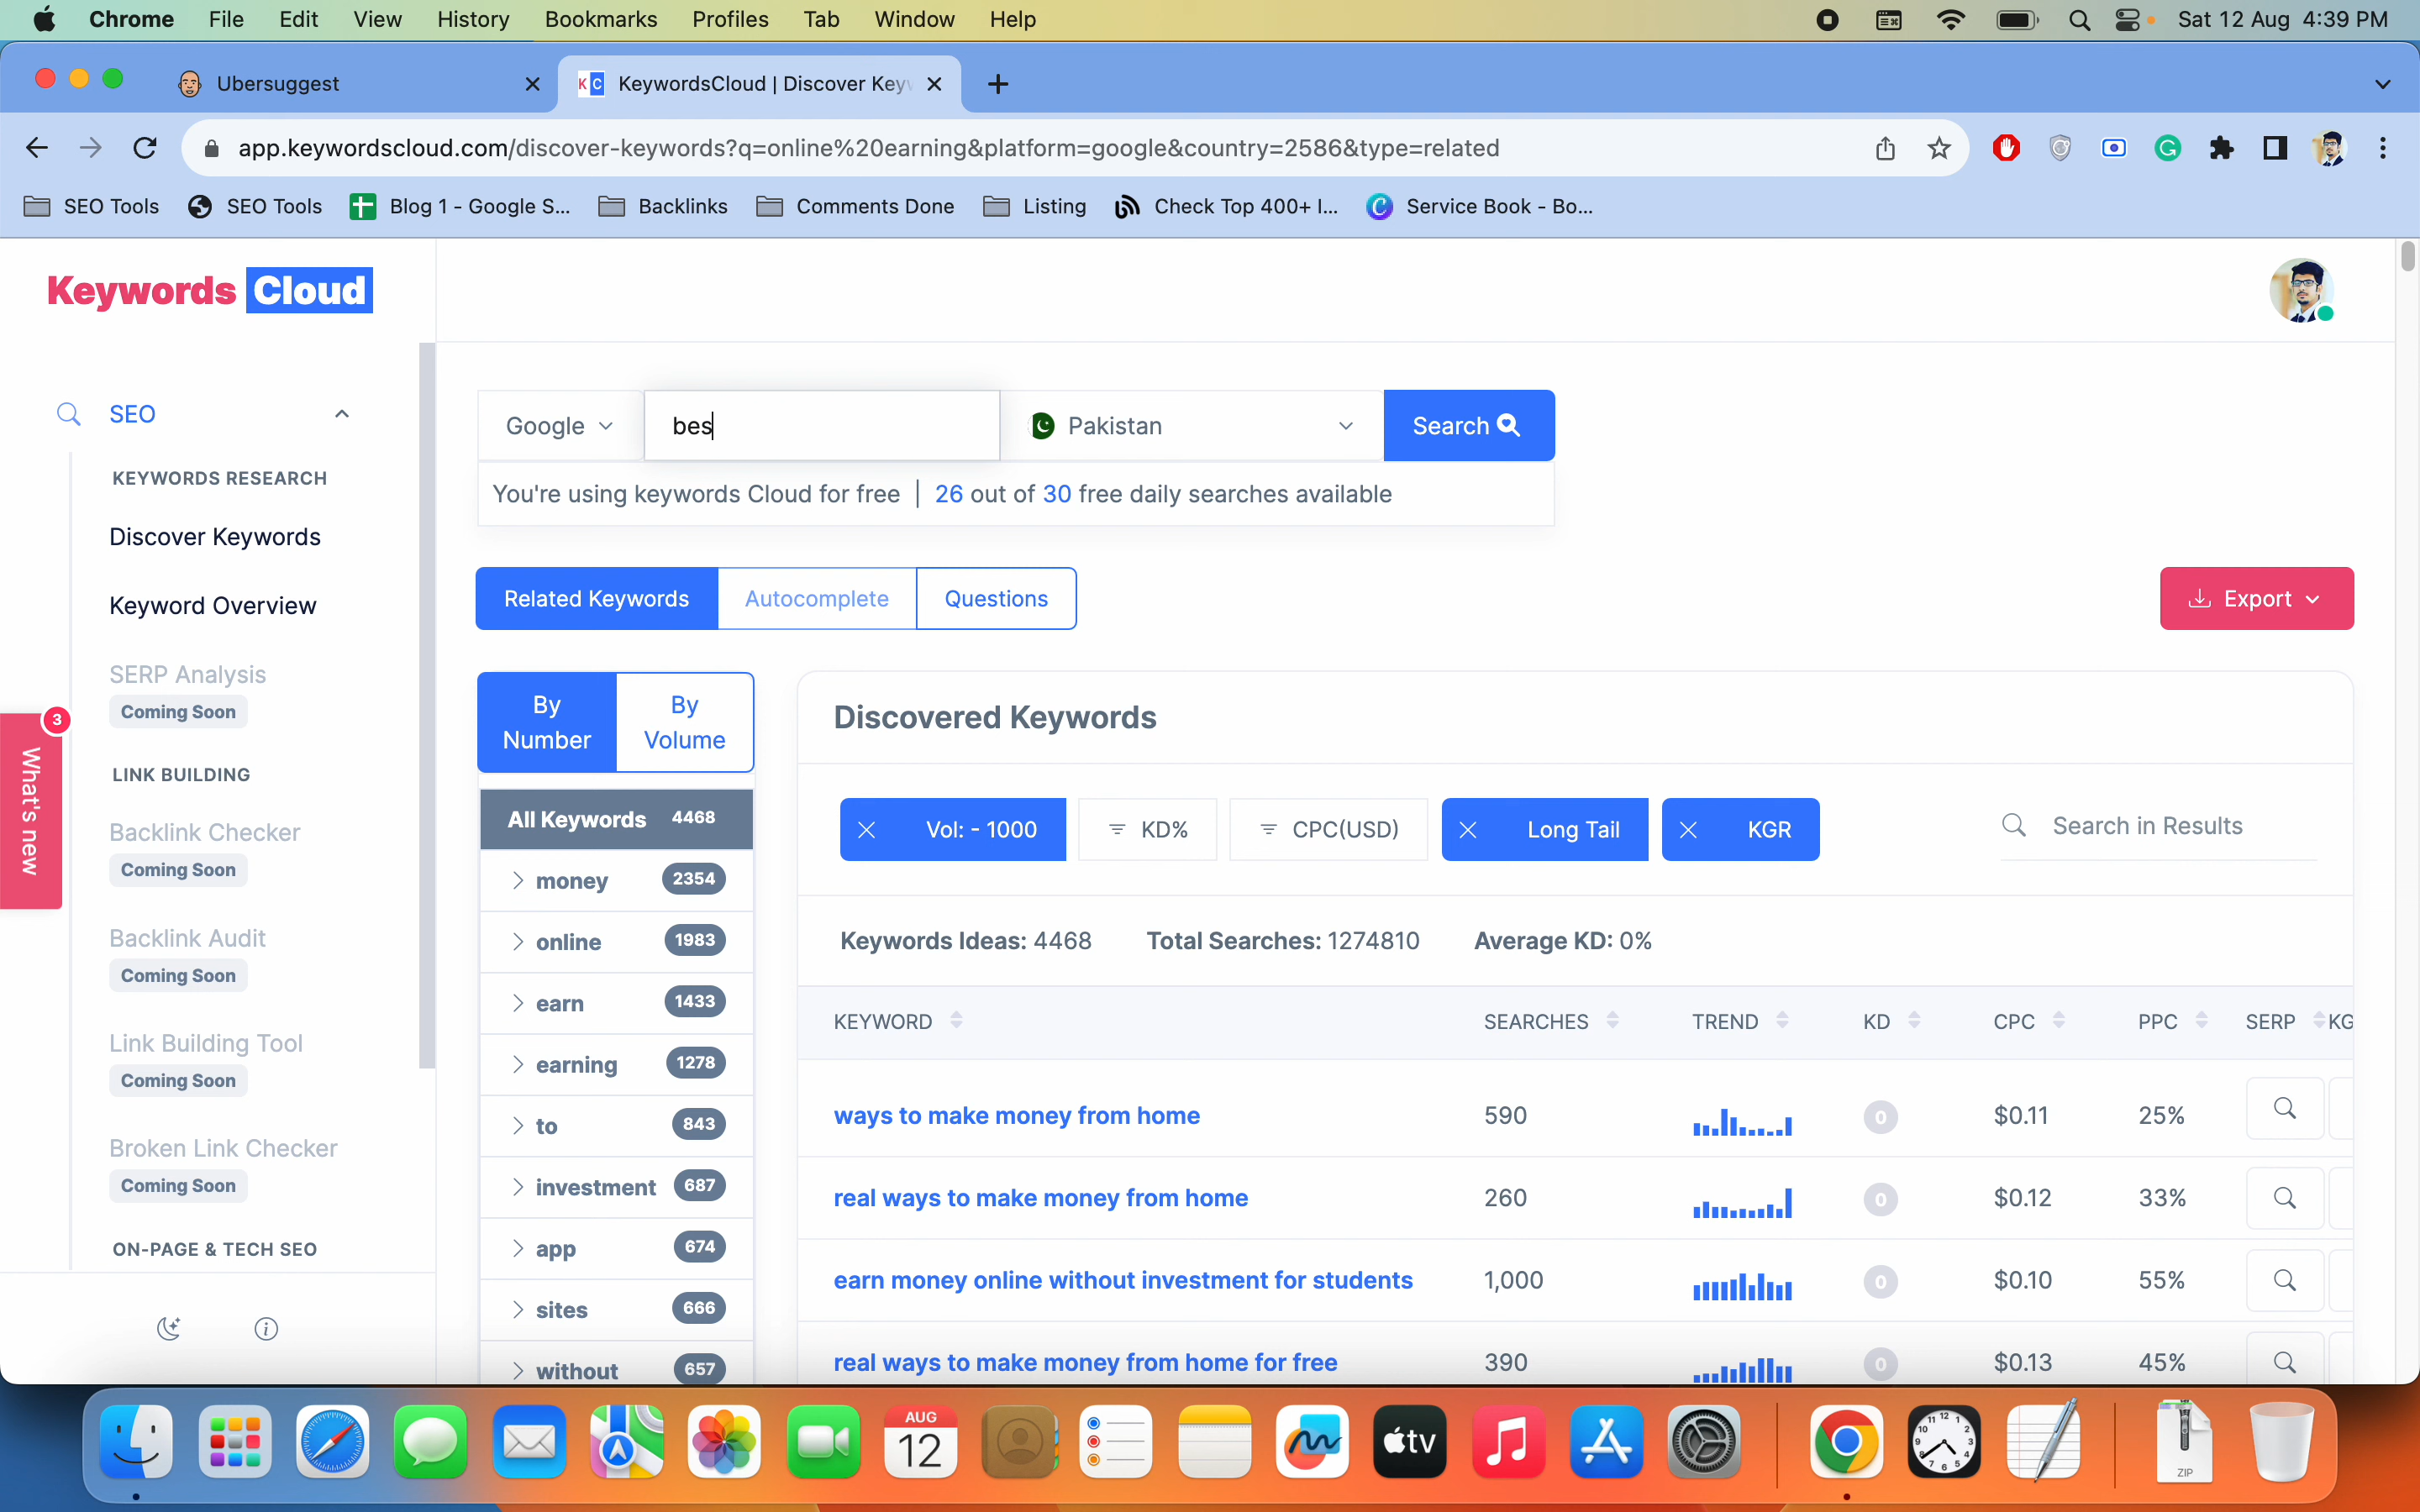 Chrome File Edit View History Bookmarks Profiles Tab Window Help Sat 12 Aug 4:39 PM
Ubersuggest KeywordsCloud | Discover Key
app.keywordscloud.com/discover-keywords?q=online%20earning&platform=google&country=2586&type=related
SEO Tools SEO Tools Blog 1 - Google S... Backlinks Comments Done Listing Check Top 400+ I... Service Book - Bo...
Keywords Cloud
SEO
KEYWORDS RESEARCH
Discover Keywords
Keyword Overview
SERP Analysis
Coming Soon
LINK BUILDING
Backlink Checker
Coming Soon
Backlink Audit
Coming Soon
Link Building Tool
Coming Soon
Broken Link Checker
Coming Soon
ON-PAGE & TECH SEO
3
What's new
Google bes Pakistan Search
You're using keywords Cloud for free | 26 out of 30 free daily searches available
Related Keywords Autocomplete Questions Export
By Number By Volume
All Keywords 4468
money 2354
online 1983
earn 1433
earning 1278
to 843
investment 687
app 674
sites 666
without 657
Discovered Keywords
Vol: - 1000 KD% CPC(USD) Long Tail KGR Search in Results
Keywords Ideas: 4468 Total Searches: 1274810 Average KD: 0%
KEYWORD SEARCHES TREND KD CPC PPC SERP KG
ways to make money from home 590 0 $0.11 25%
real ways to make money from home 260 0 $0.12 33%
earn money online without investment for students 1,000 0 $0.10 55%
real ways to make money from home for free 390 0 $0.13 45%
AUG
12
tv
ZIP